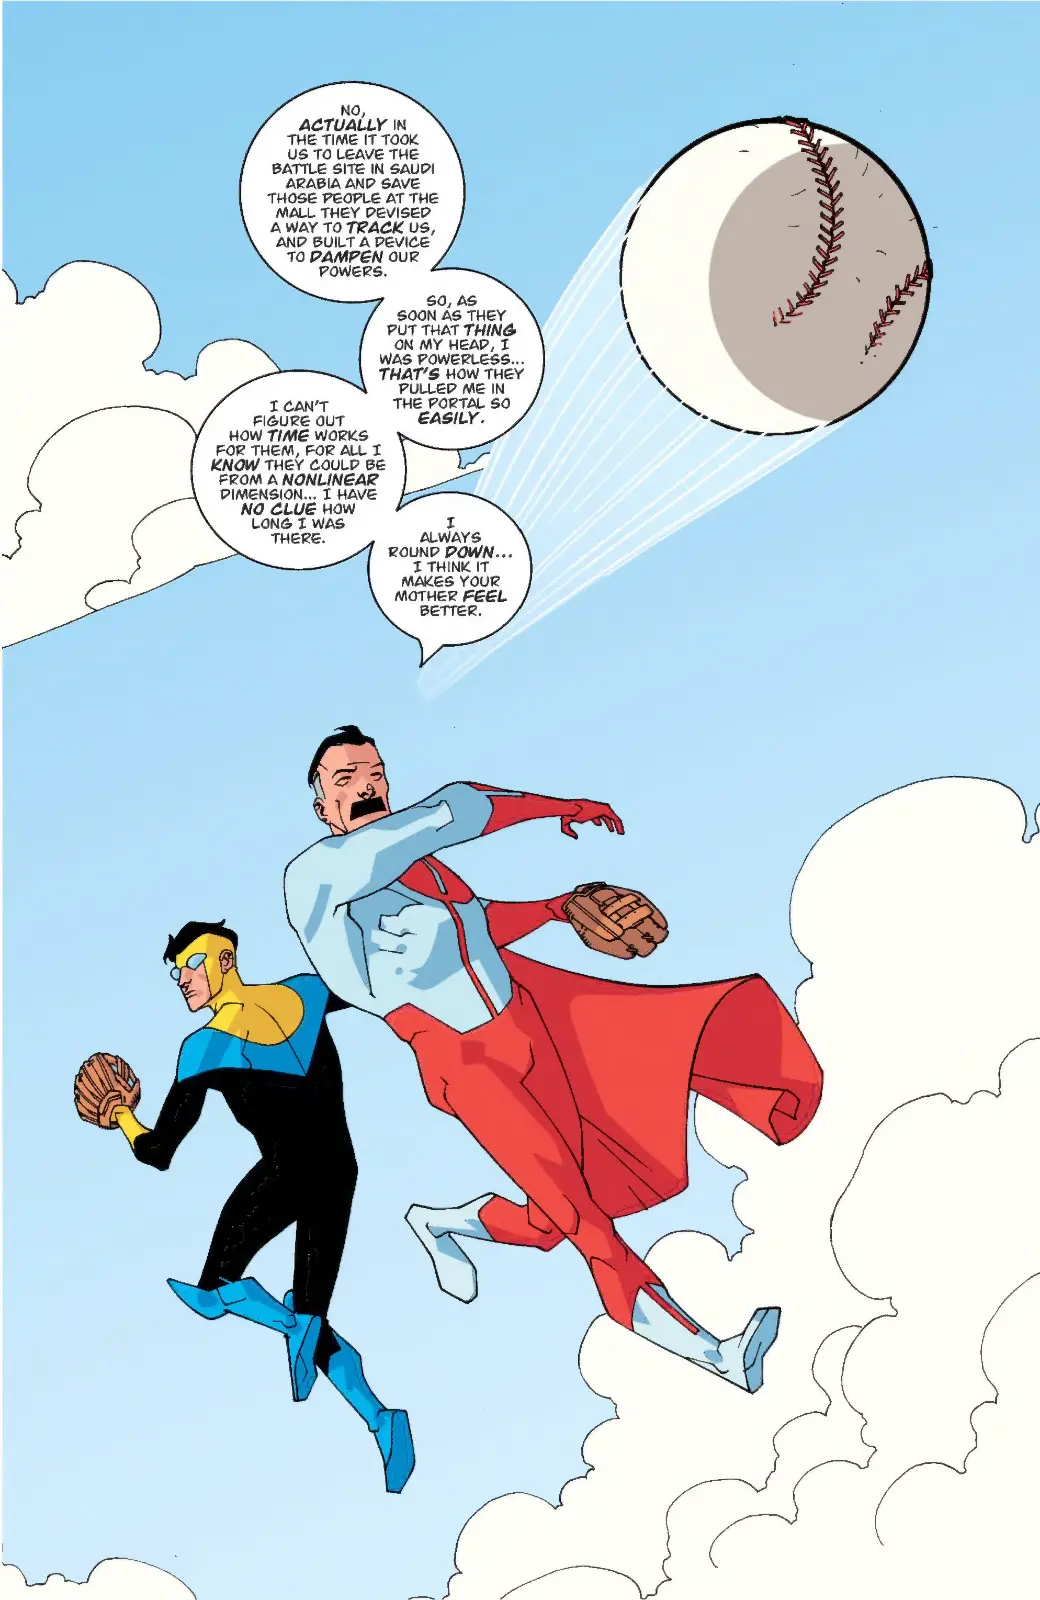 NO,
ACTUALLY IN
THE TIME IT TOOK
US TO LEAVE THE
BATTLE SITE IN SAUDI
ARABIA AND SAVE
THOSE PEOPLE AT THE
MALL THEY DEVISED
A WAY TO TRACK US,
AND BUILT A DEVICE
TO DAMPEN OUR
POWERS.
SO, AS
SOON AS THEY
PUT THAT THING
ON MY HEAD, I
WAS POWERLESS...
THAT'S HOW THEY
PULLED ME IN
THE PORTAL SO
EASILY.
I CAN'T
FIGURE OUT
HOW TIME WORKS
FOR THEM, FOR ALL I
KNOW THEY COULD BE
FROM A NONLINEAR
DIMENSION... I HAVE
NO CLUE HOW
LONG I WAS
THERE.
I
ALWAYS
ROUND DOWN...
I THINK IT
MAKES YOUR
MOTHER FEEL
BETTER.